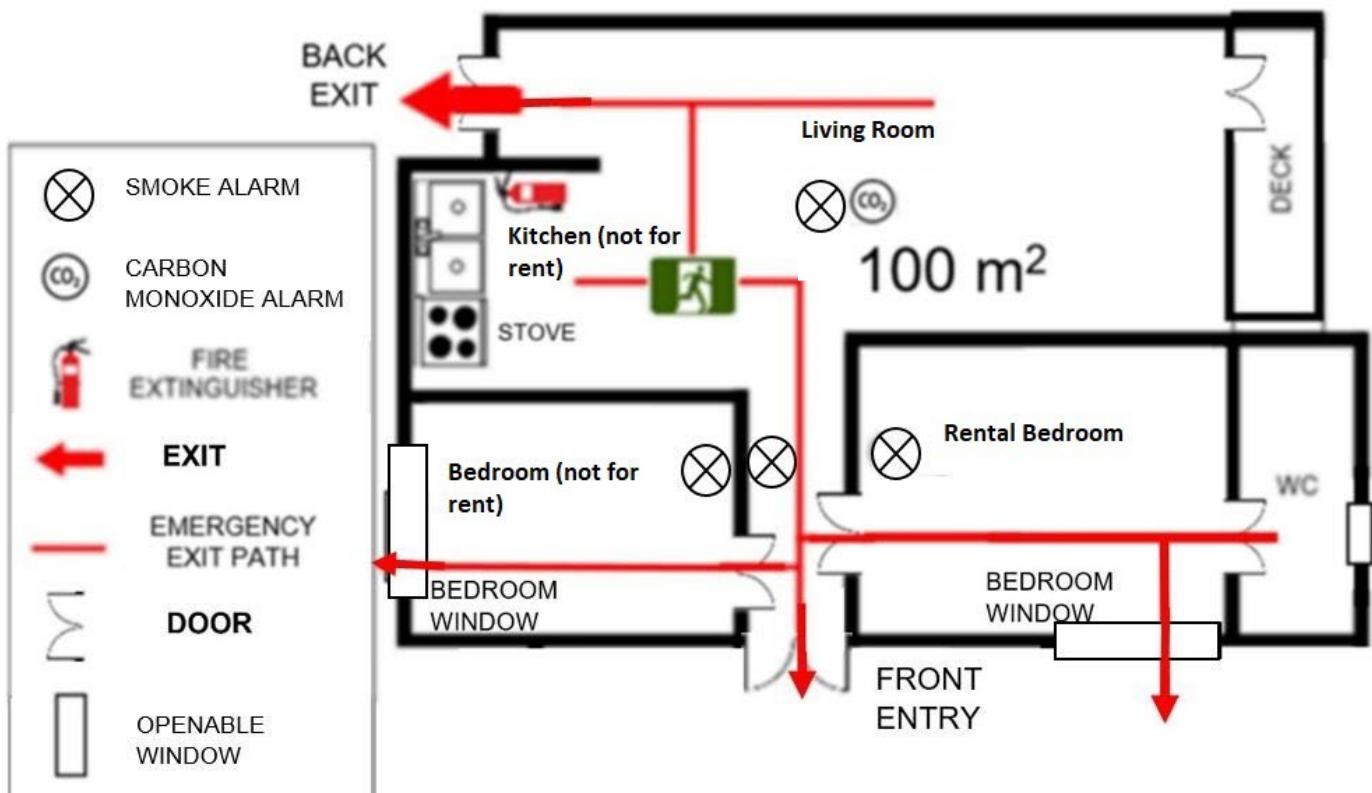 BACK
EXIT
SMOKE ALARM
CO₂
CARBON
MONOXIDE ALARM
FIRE
EXTINGUISHER
EXIT
EMERGENCY
EXIT PATH
DOOR
OPENABLE
WINDOW
Living Room
CO₂
100 m²
DECK
Kitchen (not for
rent)
STOVE
Bedroom (not for
rent)
BEDROOM
WINDOW
Rental Bedroom
WC
BEDROOM
WINDOW
FRONT
ENTRY